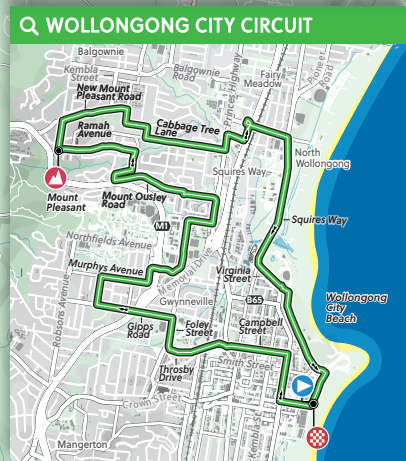 WOLLONGONG CITY CIRCUIT
Balgownie
Kembla
Street
Balgownie
Road
Princes Highway
Pioneer
Road
Fairy
Meadow
New Mount
Pleasant Road
Ramah
Avenue
Cabbage Tree
Lane
North
Wollongong
Squires Way
Mount
Pleasant
Mount Ousley
Road
Squires Way
M1
Northfields Avenue
Memorial Drive
Murphys Avenue
Virginia
Street
Robsons Avenue
Gwynneville
B65
Wollongong
City
Beach
Gipps
Road
Foley
Street
Campbell
Street
Smith Street
Throsby
Drive
Crown Street
Kembla St
Mangerton